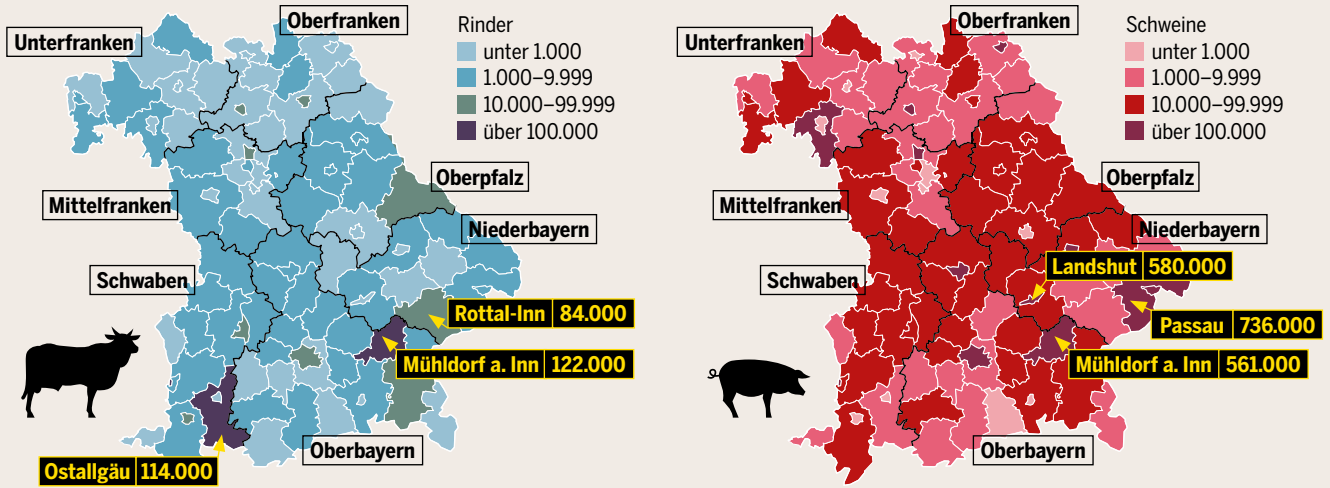 Unterfranken
Oberfranken
Rinder
unter 1.000
1.000–9.999
10.000–99.999
über 100.000
Oberpfalz
Mittelfranken
Niederbayern
Schwaben
Rottal-Inn 84.000
Mühldorf a. Inn 122.000
Oberbayern
Ostallgäu 114.000
Unterfranken
Oberfranken
Schweine
unter 1.000
1.000–9.999
10.000–99.999
über 100.000
Oberpfalz
Mittelfranken
Niederbayern
Landshut 580.000
Schwaben
Passau 736.000
Mühldorf a. Inn 561.000
Oberbayern